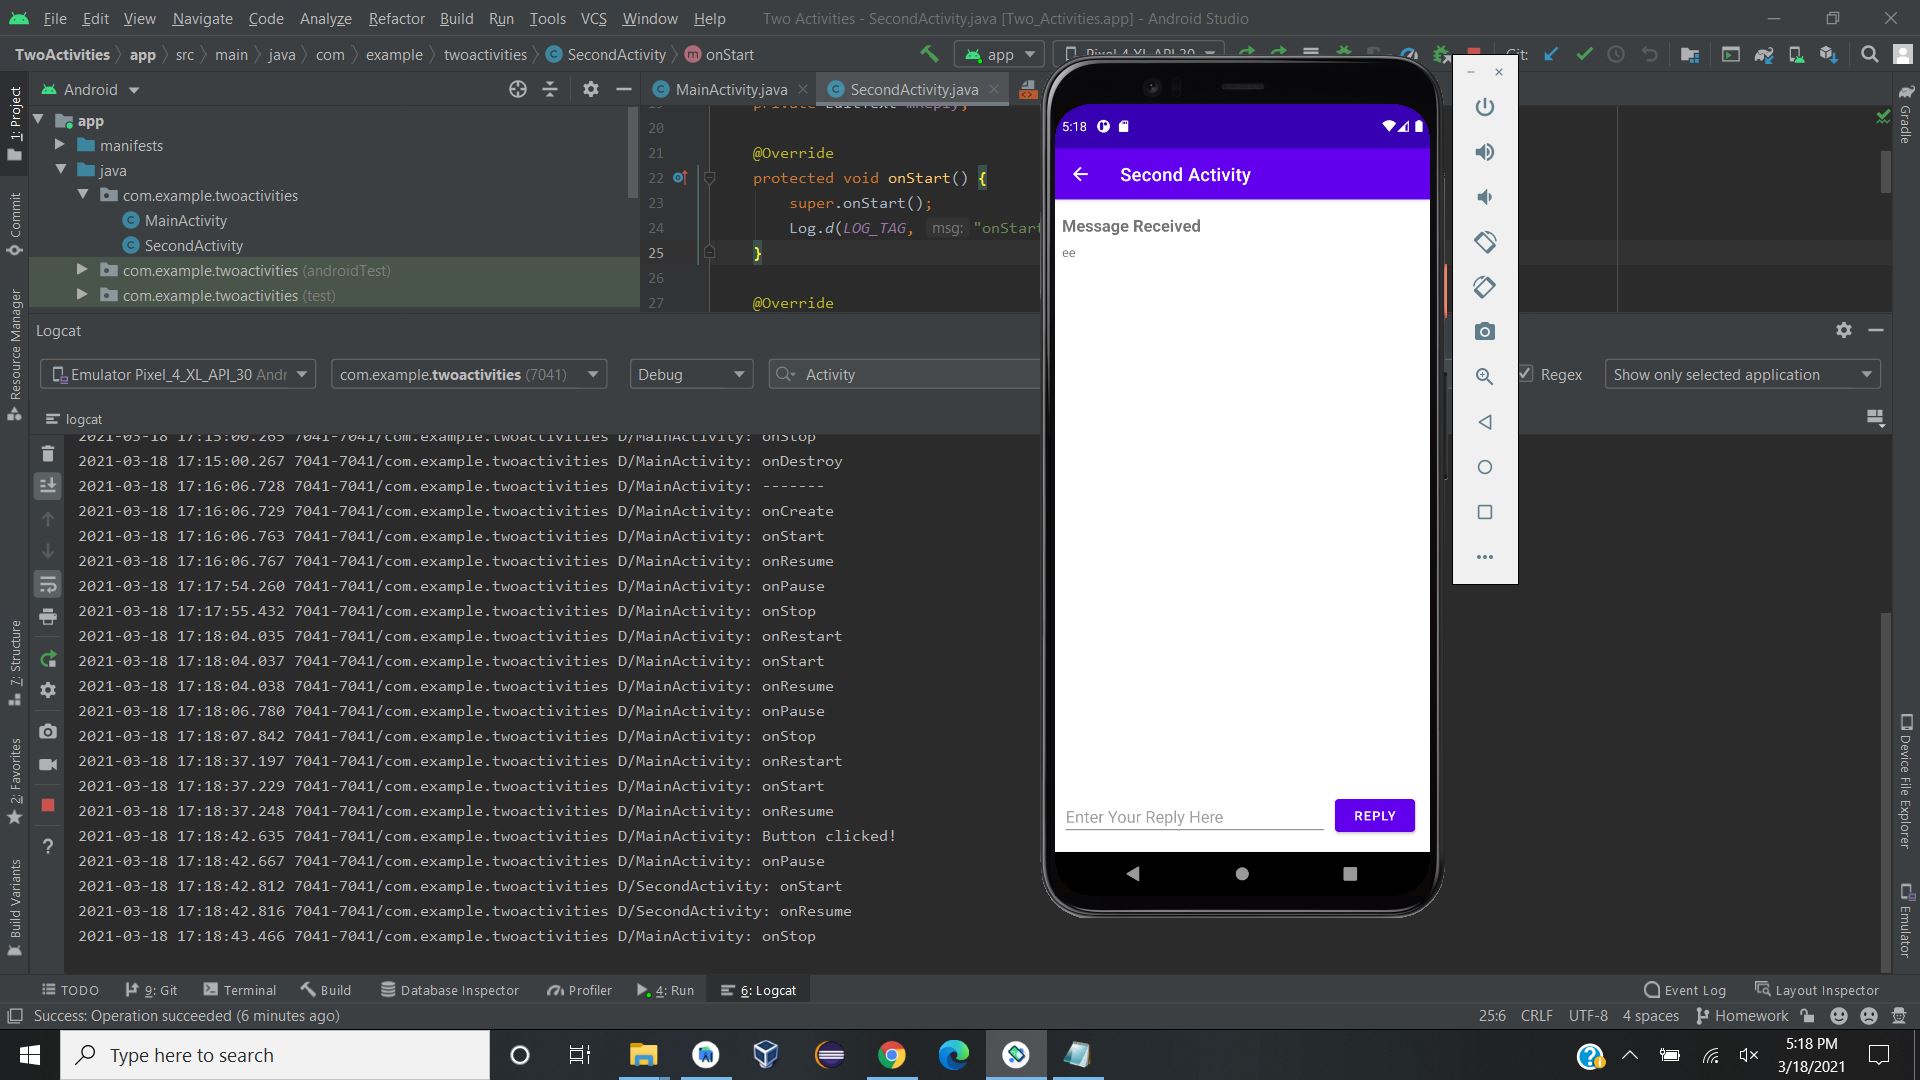 File Edit View Navigate Code Analyze Refactor Build Run Tools VCS Window Help Two Activities - SecondActivity.java [Two_Activities.app] - Android Studio
TwoActivities app src main java com example twoactivities SecondActivity onStart app Git:
Android
MainActivity.java SecondActivity.java
app
manifests
java
com.example.twoactivities
MainActivity
SecondActivity
com.example.twoactivities (androidTest)
com.example.twoactivities (test)
20
21 @Override
22 protected void onStart() {
23 super.onStart();
24 Log.d(LOG_TAG, msg: "onStart
25 }
26
27 @Override
Logcat
Emulator Pixel_4_XL_API_30 Andr com.example.twoactivities (7041) Debug Activity Regex Show only selected application
logcat
2021-03-18 17:15:00.265 7041-7041/com.example.twoactivities D/MainActivity: onStop
2021-03-18 17:15:00.267 7041-7041/com.example.twoactivities D/MainActivity: onDestroy
2021-03-18 17:16:06.728 7041-7041/com.example.twoactivities D/MainActivity: -------
2021-03-18 17:16:06.729 7041-7041/com.example.twoactivities D/MainActivity: onCreate
2021-03-18 17:16:06.763 7041-7041/com.example.twoactivities D/MainActivity: onStart
2021-03-18 17:16:06.767 7041-7041/com.example.twoactivities D/MainActivity: onResume
2021-03-18 17:17:54.260 7041-7041/com.example.twoactivities D/MainActivity: onPause
2021-03-18 17:17:55.432 7041-7041/com.example.twoactivities D/MainActivity: onStop
2021-03-18 17:18:04.035 7041-7041/com.example.twoactivities D/MainActivity: onRestart
2021-03-18 17:18:04.037 7041-7041/com.example.twoactivities D/MainActivity: onStart
2021-03-18 17:18:04.038 7041-7041/com.example.twoactivities D/MainActivity: onResume
2021-03-18 17:18:06.780 7041-7041/com.example.twoactivities D/MainActivity: onPause
2021-03-18 17:18:07.842 7041-7041/com.example.twoactivities D/MainActivity: onStop
2021-03-18 17:18:37.197 7041-7041/com.example.twoactivities D/MainActivity: onRestart
2021-03-18 17:18:37.229 7041-7041/com.example.twoactivities D/MainActivity: onStart
2021-03-18 17:18:37.248 7041-7041/com.example.twoactivities D/MainActivity: onResume
2021-03-18 17:18:42.635 7041-7041/com.example.twoactivities D/MainActivity: Button clicked!
2021-03-18 17:18:42.667 7041-7041/com.example.twoactivities D/MainActivity: onPause
2021-03-18 17:18:42.812 7041-7041/com.example.twoactivities D/SecondActivity: onStart
2021-03-18 17:18:42.816 7041-7041/com.example.twoactivities D/SecondActivity: onResume
2021-03-18 17:18:43.466 7041-7041/com.example.twoactivities D/MainActivity: onStop
5:18
Second Activity
Message Received
ee
Enter Your Reply Here REPLY
1: Project
Commit
Resource Manager
7: Structure
2: Favorites
Build Variants
Gradle
Device File Explorer
Emulator
TODO 9: Git Terminal Build Database Inspector Profiler 4: Run 6: Logcat Event Log Layout Inspector
Success: Operation succeeded (6 minutes ago) 25:6 CRLF UTF-8 4 spaces Homework
Type here to search
5:18 PM
3/18/2021